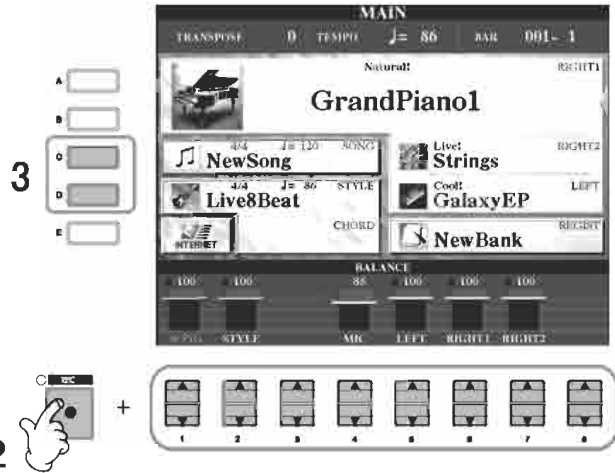 MAIN
TRANSPOSE 0 TEMPO ♩= 86 BAR 001- 1
Natural! RIGHT1
GrandPiano1
4/4 ♩= 120 SONG
NewSong
Live! RIGHT2
Strings
4/4 ♩= 86 STYLE
Live8Beat
Cool! LEFT
GalaxyEP
INTERNET
CHORD
REGIST
NewBank
BALANCE
100 100 85 100 100 100
STYLE MIC LEFT RIGHT1 RIGHT2
A
B
C
D
E
3
REC
+
1 2 3 4 5 6 7 8
2